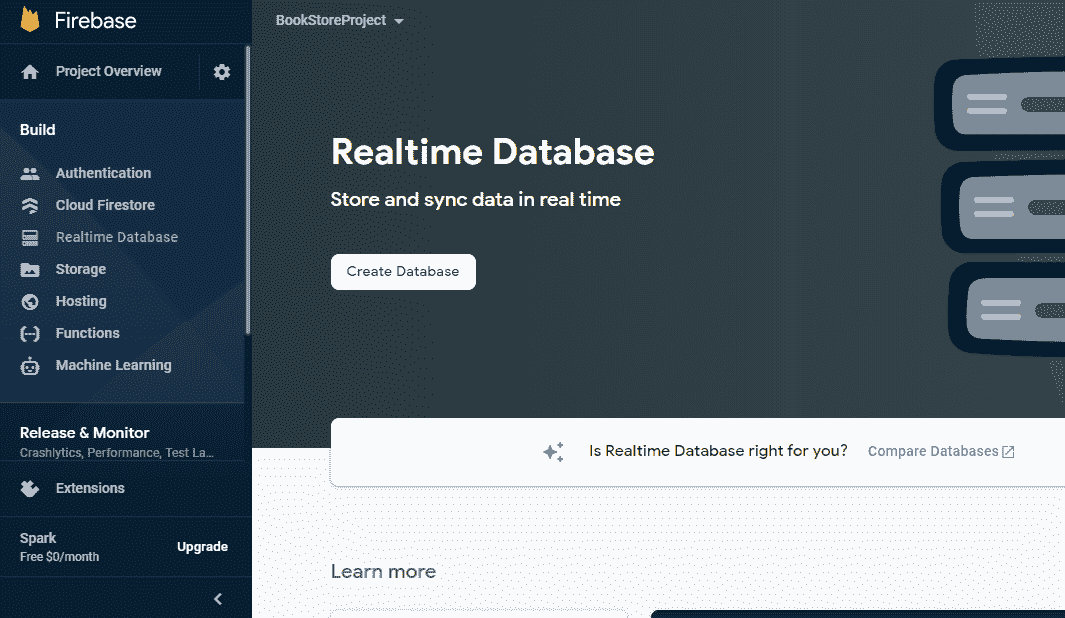 Firebase
Project Overview
Build
Authentication
Cloud Firestore
Realtime Database
Storage
Hosting
Functions
Machine Learning
Release & Monitor
Crashlytics, Performance, Test La...
Extensions
Spark
Free $0/month
Upgrade
BookStoreProject
Realtime Database
Store and sync data in real time
Create Database
Is Realtime Database right for you? Compare Databases
Learn more